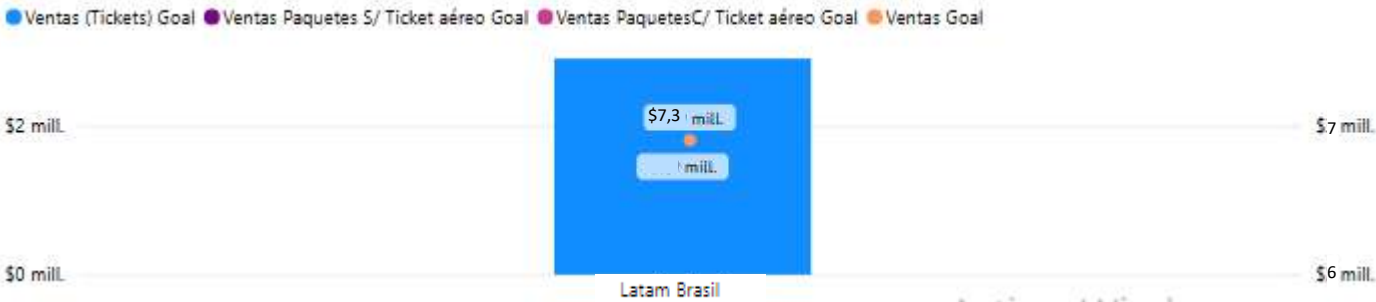 Ventas (Tickets) Goal Ventas Paquetes S/ Ticket aéreo Goal Ventas PaquetesC/ Ticket aéreo Goal Ventas Goal
$7,3 mill.
$2 mill. $7 mill.
mill.
$0 mill. $6 mill.
Latam Brasil